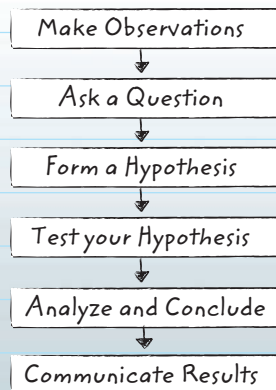 Make Observations
Ask a Question
Form a Hypothesis
Test your Hypothesis
Analyze and Conclude
Communicate Results